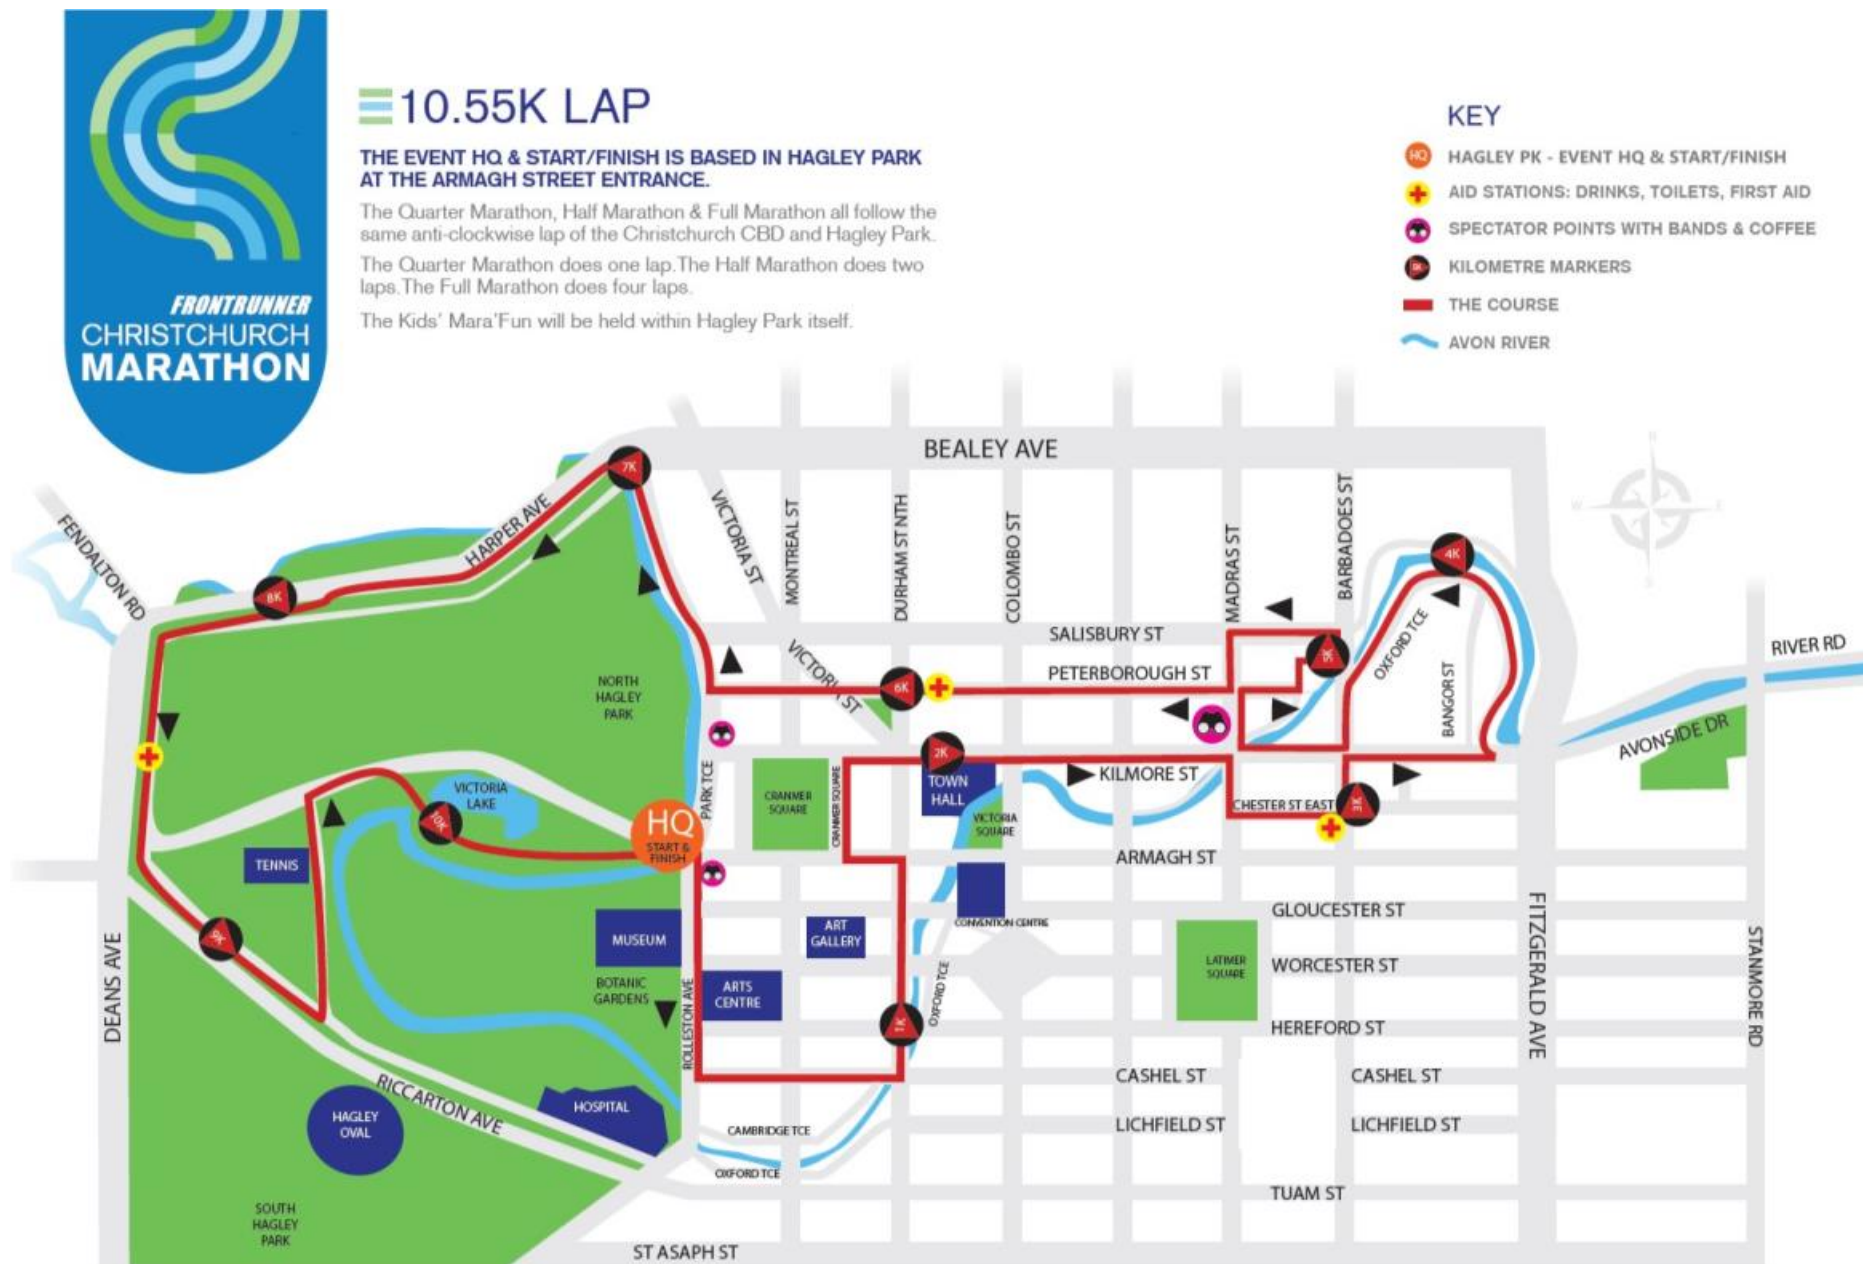 FRONTRUNNER
CHRISTCHURCH
MARATHON
10.55K LAP
THE EVENT HQ & START/FINISH IS BASED IN HAGLEY PARK
AT THE ARMAGH STREET ENTRANCE.
The Quarter Marathon, Half Marathon & Full Marathon all follow the
same anti-clockwise lap of the Christchurch CBD and Hagley Park.
The Quarter Marathon does one lap.The Half Marathon does two
laps.The Full Marathon does four laps.
The Kids' Mara'Fun will be held within Hagley Park itself.
KEY
HQ HAGLEY PK - EVENT HQ & START/FINISH
AID STATIONS: DRINKS, TOILETS, FIRST AID
SPECTATOR POINTS WITH BANDS & COFFEE
KILOMETRE MARKERS
THE COURSE
AVON RIVER
BEALEY AVE
7K
HARPER AVE
FENDALTON RD
8K
VICTORIA ST
MONTREAL ST
DURHAM ST NTH
COLOMBO ST
MADRAS ST
BARBADOES ST
4K
SALISBURY ST
5K
OXFORD TCE
BANGOR ST
RIVER RD
PETERBOROUGH ST
VICTORIA ST
6K
NORTH
HAGLEY
PARK
AVONSIDE DR
2K
KILMORE ST
TOWN
HALL
VICTORIA
LAKE
PARK TCE
CRANMER
SQUARE
CRANMER SQUARE
VICTORIA
SQUARE
CHESTER ST EAST
3K
10K
HQ
START &
FINISH
TENNIS
ARMAGH ST
GLOUCESTER ST
CONVENTION CENTRE
ART
GALLERY
MUSEUM
9K
DEANS AVE
FITZGERALD AVE
STANMORE RD
LATIMER
SQUARE
WORCESTER ST
BOTANIC
GARDENS
ARTS
CENTRE
ROLLESTON AVE
OXFORD TCE
1K
HEREFORD ST
CASHEL ST
CASHEL ST
RICCARTON AVE
HOSPITAL
HAGLEY
OVAL
CAMBRIDGE TCE
LICHFIELD ST
LICHFIELD ST
OXFORD TCE
TUAM ST
SOUTH
HAGLEY
PARK
ST ASAPH ST